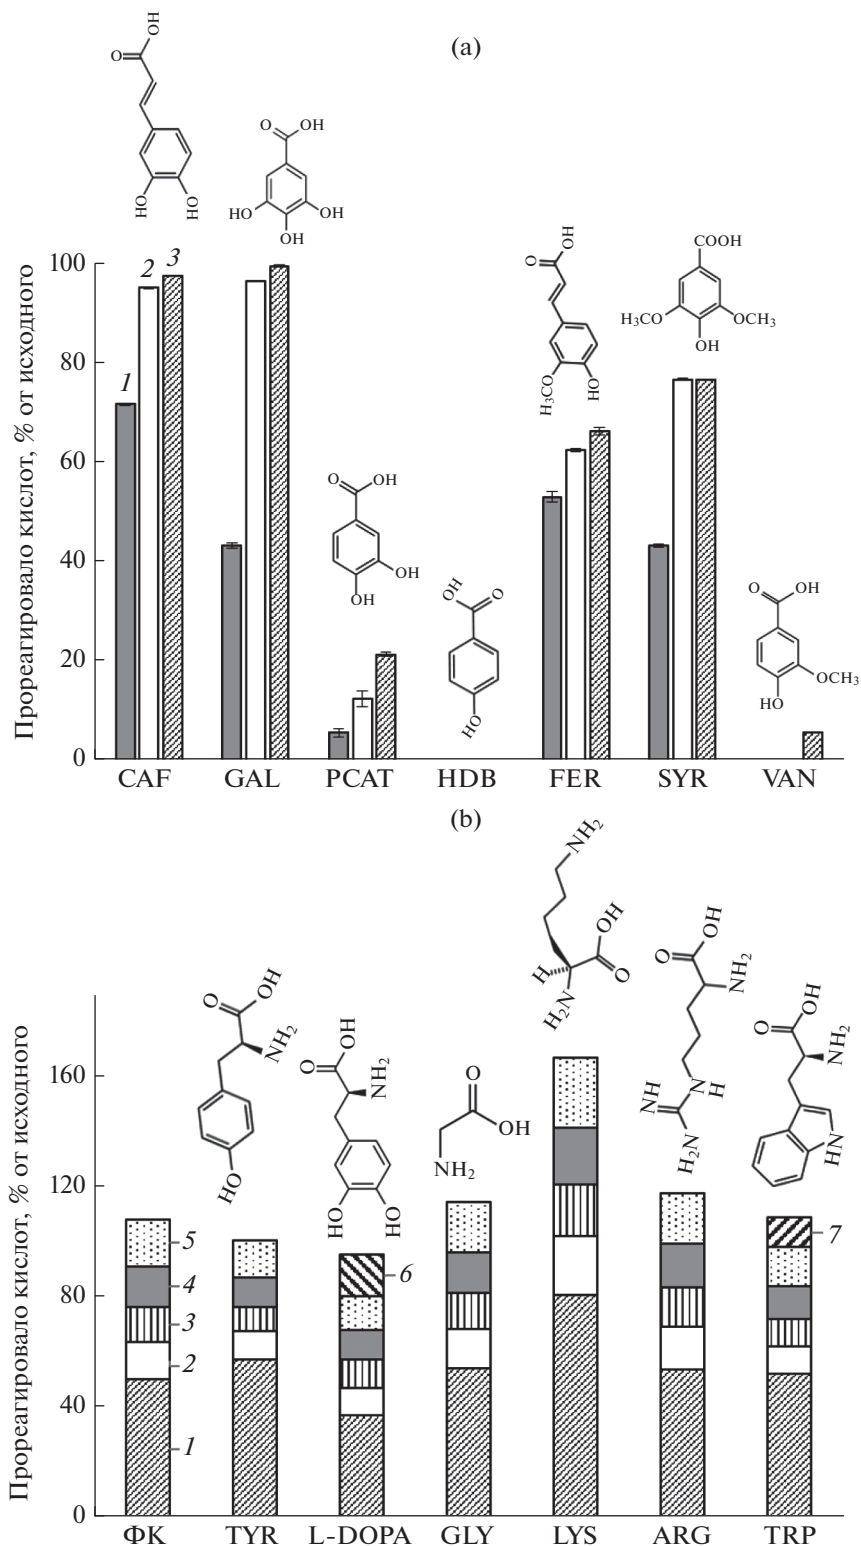 (a)
OH
O
HO
HO
O
OH
HO
OH
OH
Прореагировало кислот, % от исходного
100
80
60
40
20
0
1
2
3
O
OH
OH
OH
OH
O
HO
OH
O
H₃CO
HO
COOH
H₃CO
OCH₃
OH
O
OH
OCH₃
HO
CAF GAL PCAT HDB FER SYR VAN
(b)
Прореагировало кислот, % от исходного
160
120
80
40
0
O
OH
NH₂
HO
OH
O
NH₂
HO
HO
O
OH
NH₂
NH₂
OH
O
H
H₂N
OH
O
NH₂
N
H
NH
H₂N
OH
O
NH₂
HN
5
4
3
2
1
6
7
ФК TYR L-DOPA GLY LYS ARG TRP